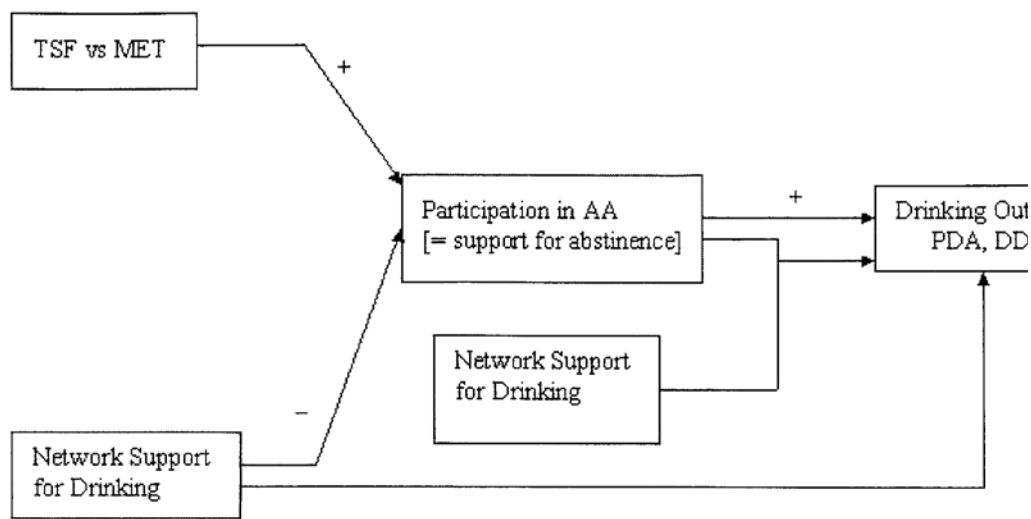 TSF vs MET
+
Participation in AA
[= support for abstinence]
+
Drinking Out
PDA, DD
Network Support
for Drinking
–
Network Support
for Drinking